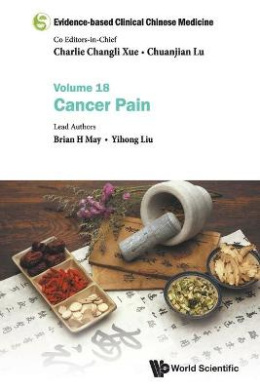 Evidence-based Clinical Chinese Medicine
Co Editors-in-Chief
Charlie Changli Xue • Chuanjian Lu
Volume 18
Cancer Pain
Lead Authors
Brian H May • Yihong Liu
World Scientific